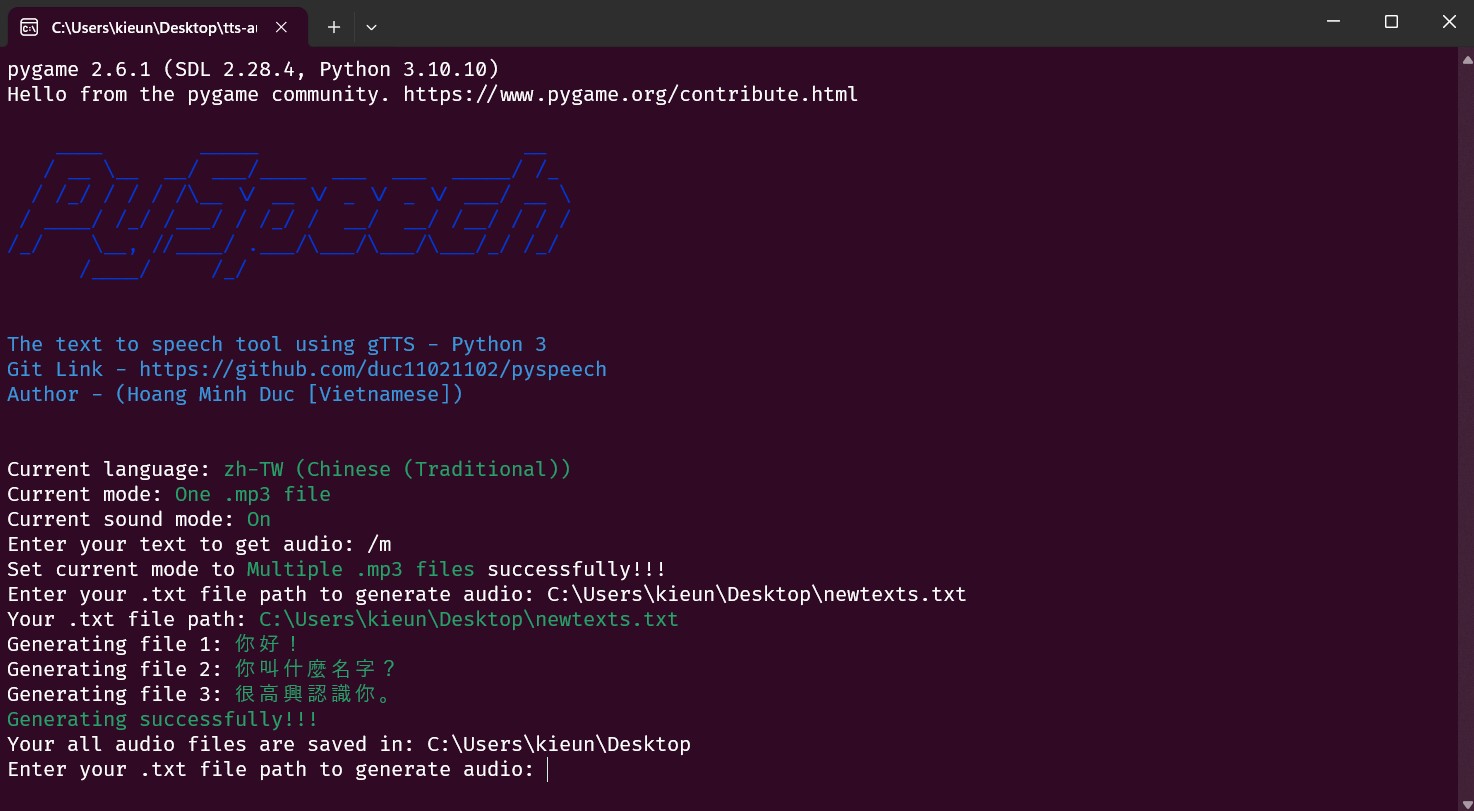 C:\Users\kieun\Desktop\tts-au
pygame 2.6.1 (SDL 2.28.4, Python 3.10.10)
Hello from the pygame community. https://www.pygame.org/contribute.html
PySpeech
The text to speech tool using gTTS - Python 3
Git Link - https://github.com/duc11021102/pyspeech
Author - (Hoang Minh Duc [Vietnamese])
Current language: zh-TW (Chinese (Traditional))
Current mode: One .mp3 file
Current sound mode: On
Enter your text to get audio: /m
Set current mode to Multiple .mp3 files successfully!!!
Enter your .txt file path to generate audio: C:\Users\kieun\Desktop\newtexts.txt
Your .txt file path: C:\Users\kieun\Desktop\newtexts.txt
Generating file 1: 你好！
Generating file 2: 你叫什麼名字？
Generating file 3: 很高興認識你。
Generating successfully!!!
Your all audio files are saved in: C:\Users\kieun\Desktop
Enter your .txt file path to generate audio: